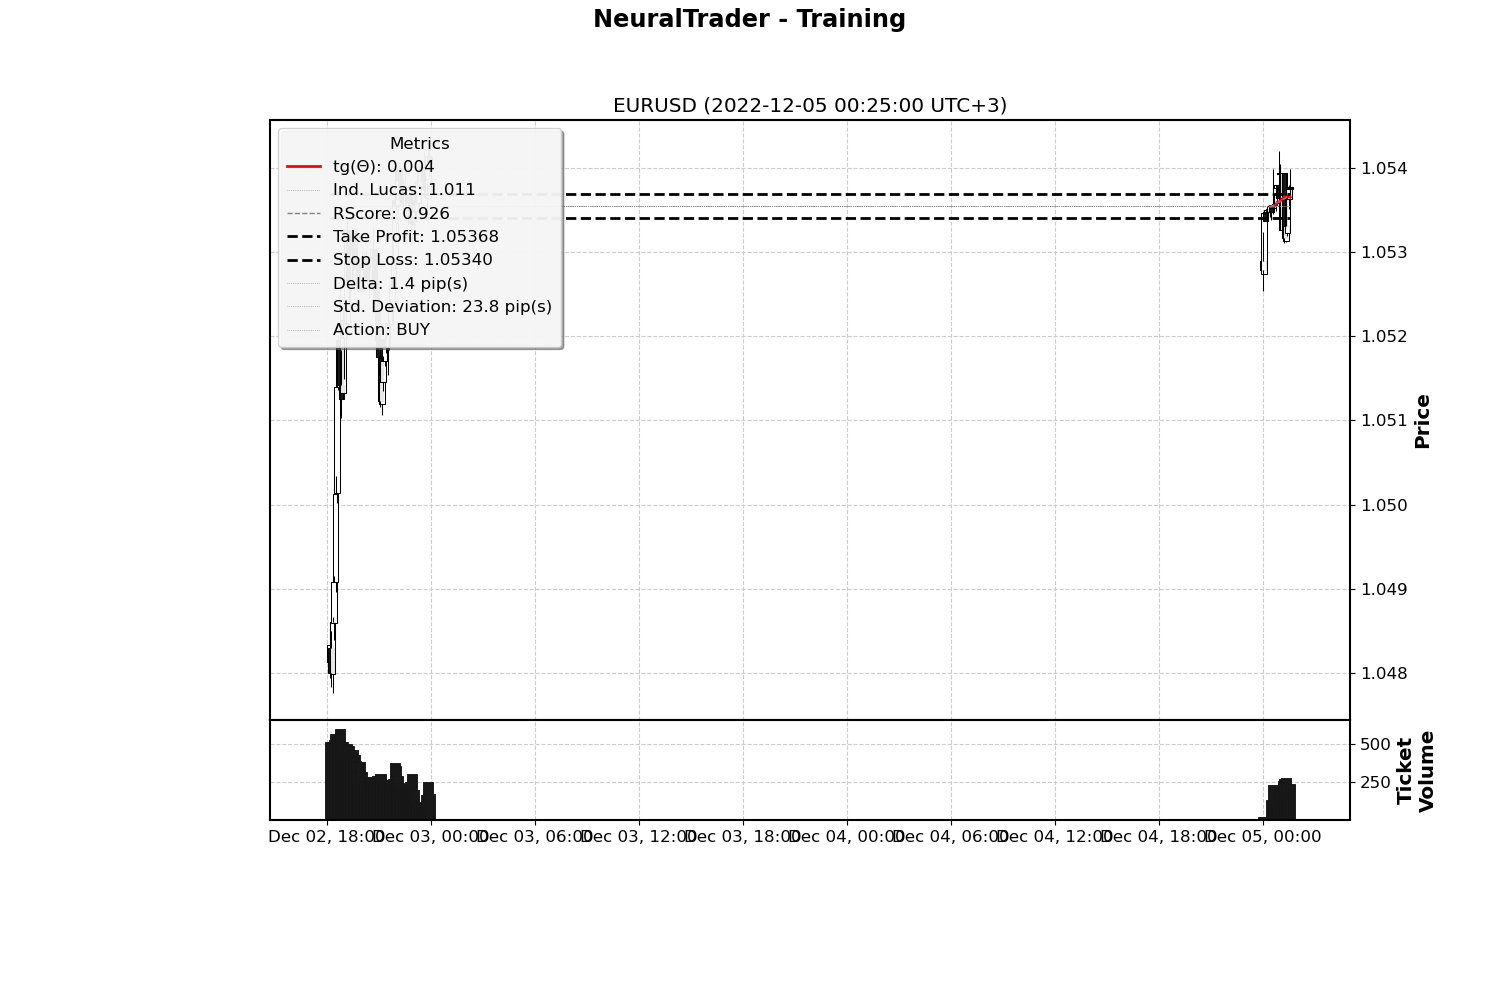 NeuralTrader - Training
EURUSD (2022-12-05 00:25:00 UTC+3)
Metrics
tg(Θ): 0.004
Ind. Lucas: 1.011
RScore: 0.926
Take Profit: 1.05368
Stop Loss: 1.05340
Delta: 1.4 pip(s)
Std. Deviation: 23.8 pip(s)
Action: BUY
1.054
1.053
1.052
1.051
1.050
1.049
1.048
Price
500
250
Ticket
Volume
Dec 02, 18:00
Dec 03, 00:00
Dec 03, 06:00
Dec 03, 12:00
Dec 03, 18:00
Dec 04, 00:00
Dec 04, 06:00
Dec 04, 12:00
Dec 04, 18:00
Dec 05, 00:00